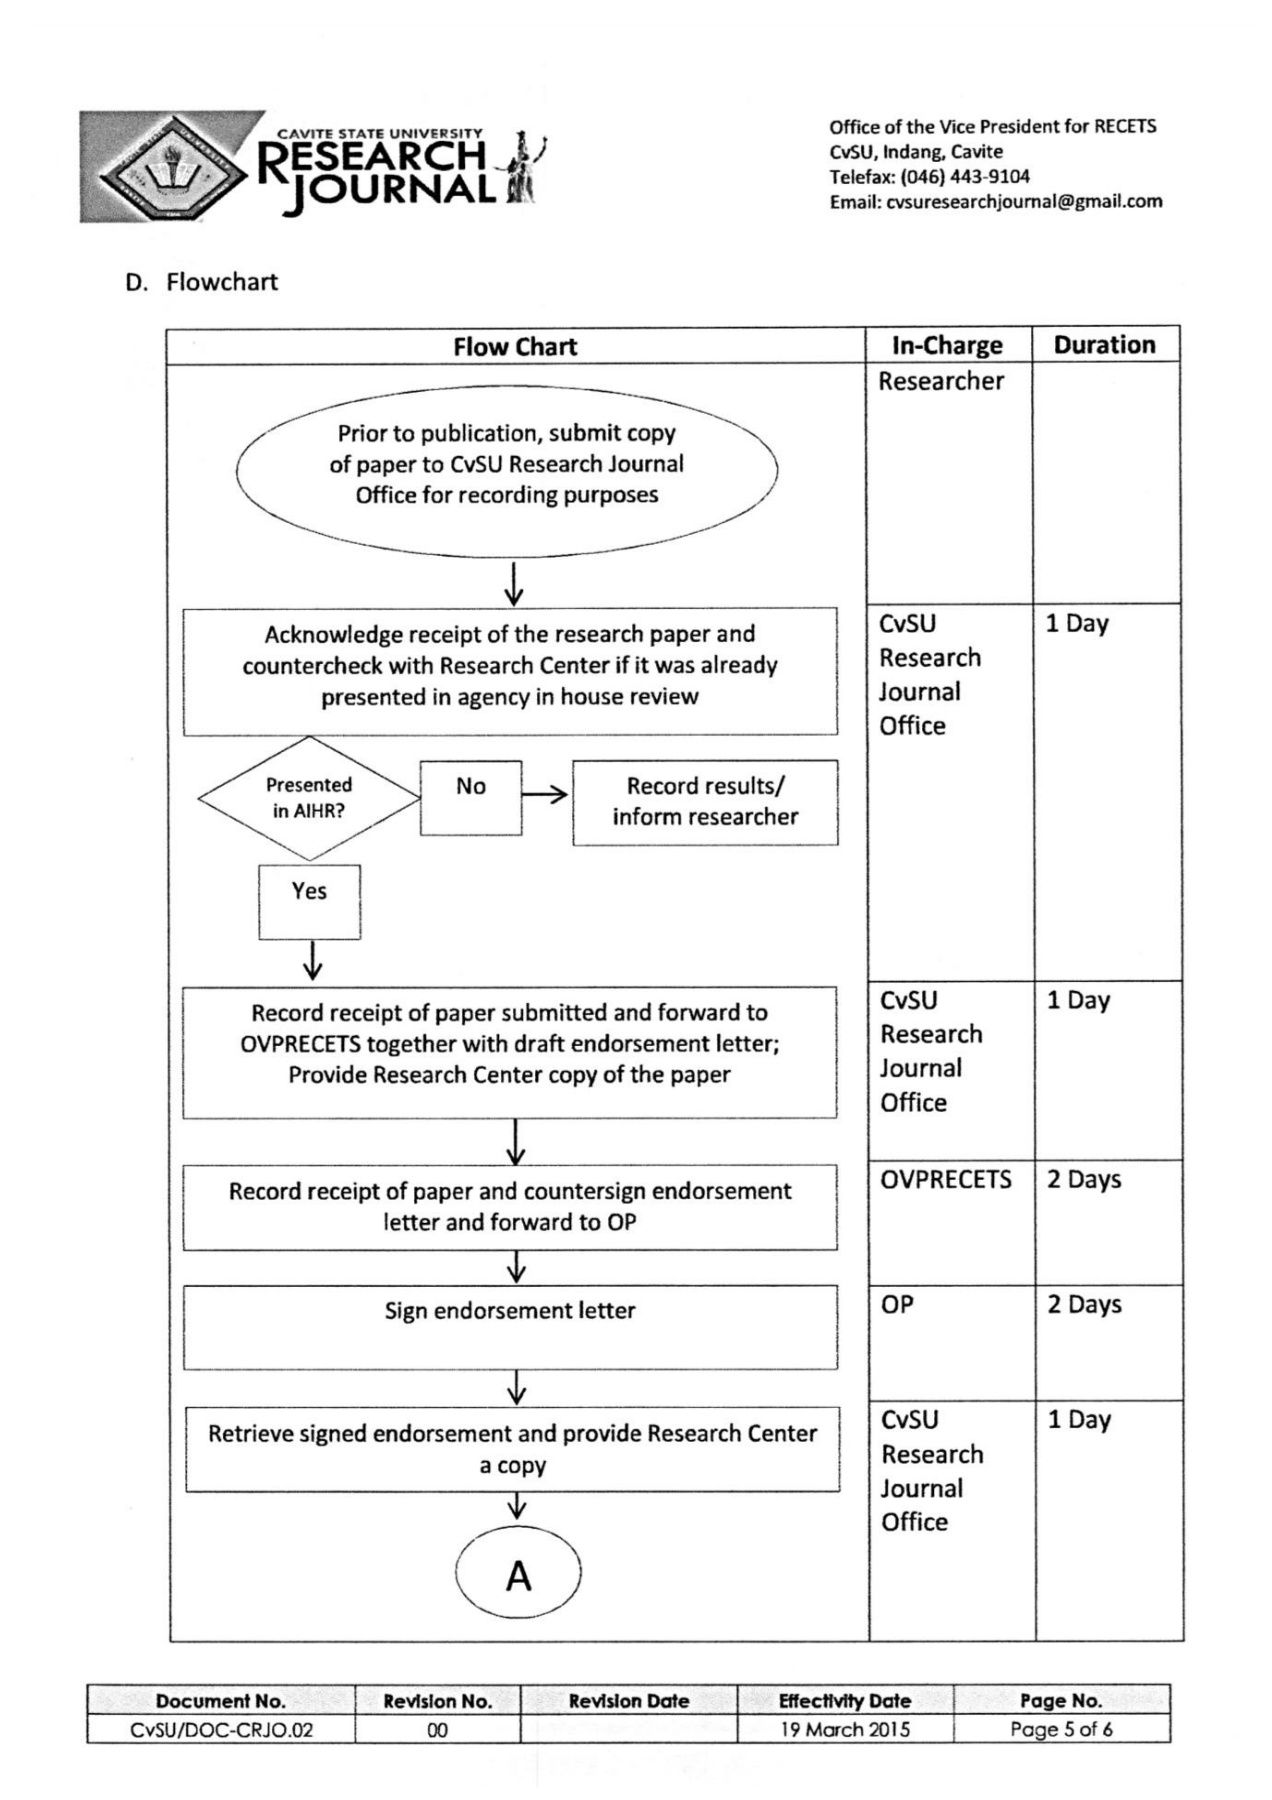 CAVITE STATE UNIVERSITY
RESEARCH
JOURNAL
Office of the Vice President for RECETS
CvSU, Indang, Cavite
Telefax: (046) 443-9104
Email: cvsuresearchjournal@gmail.com
D. Flowchart
Flow Chart
In-Charge
Duration
Prior to publication, submit copy
of paper to CvSU Research Journal
Office for recording purposes
Researcher
Acknowledge receipt of the research paper and
countercheck with Research Center if it was already
presented in agency in house review
CvSU
Research
Journal
Office
1 Day
Presented
in AIHR?
No
Record results/
inform researcher
Yes
Record receipt of paper submitted and forward to
OVPRECETS together with draft endorsement letter;
Provide Research Center copy of the paper
CvSU
Research
Journal
Office
1 Day
Record receipt of paper and countersign endorsement
letter and forward to OP
OVPRECETS
2 Days
Sign endorsement letter
OP
2 Days
Retrieve signed endorsement and provide Research Center
a copy
CvSU
Research
Journal
Office
1 Day
A
Document No.
Revision No.
Revision Date
Effectivity Date
Page No.
CvSU/DOC-CRJO.02
00
19 March 2015
Page 5 of 6